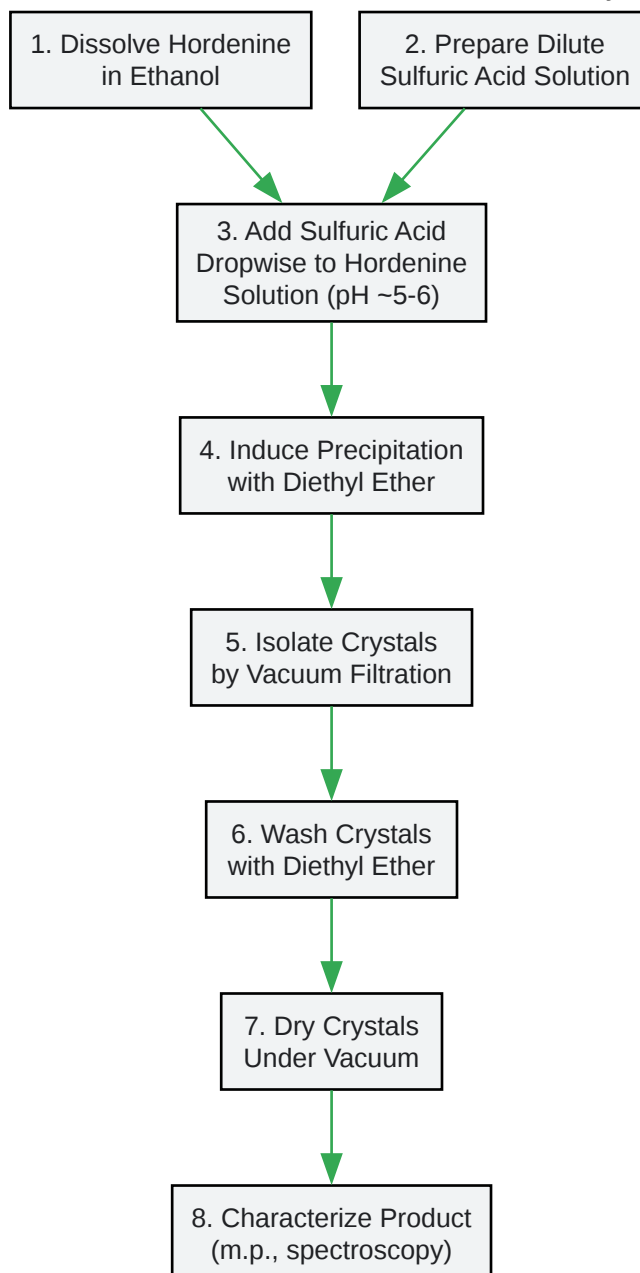 1. Dissolve Hordenine
in Ethanol
2. Prepare Dilute
Sulfuric Acid Solution
3. Add Sulfuric Acid
Dropwise to Hordenine
Solution (pH ~5-6)
4. Induce Precipitation
with Diethyl Ether
5. Isolate Crystals
by Vacuum Filtration
6. Wash Crystals
with Diethyl Ether
7. Dry Crystals
Under Vacuum
8. Characterize Product
(m.p., spectroscopy)